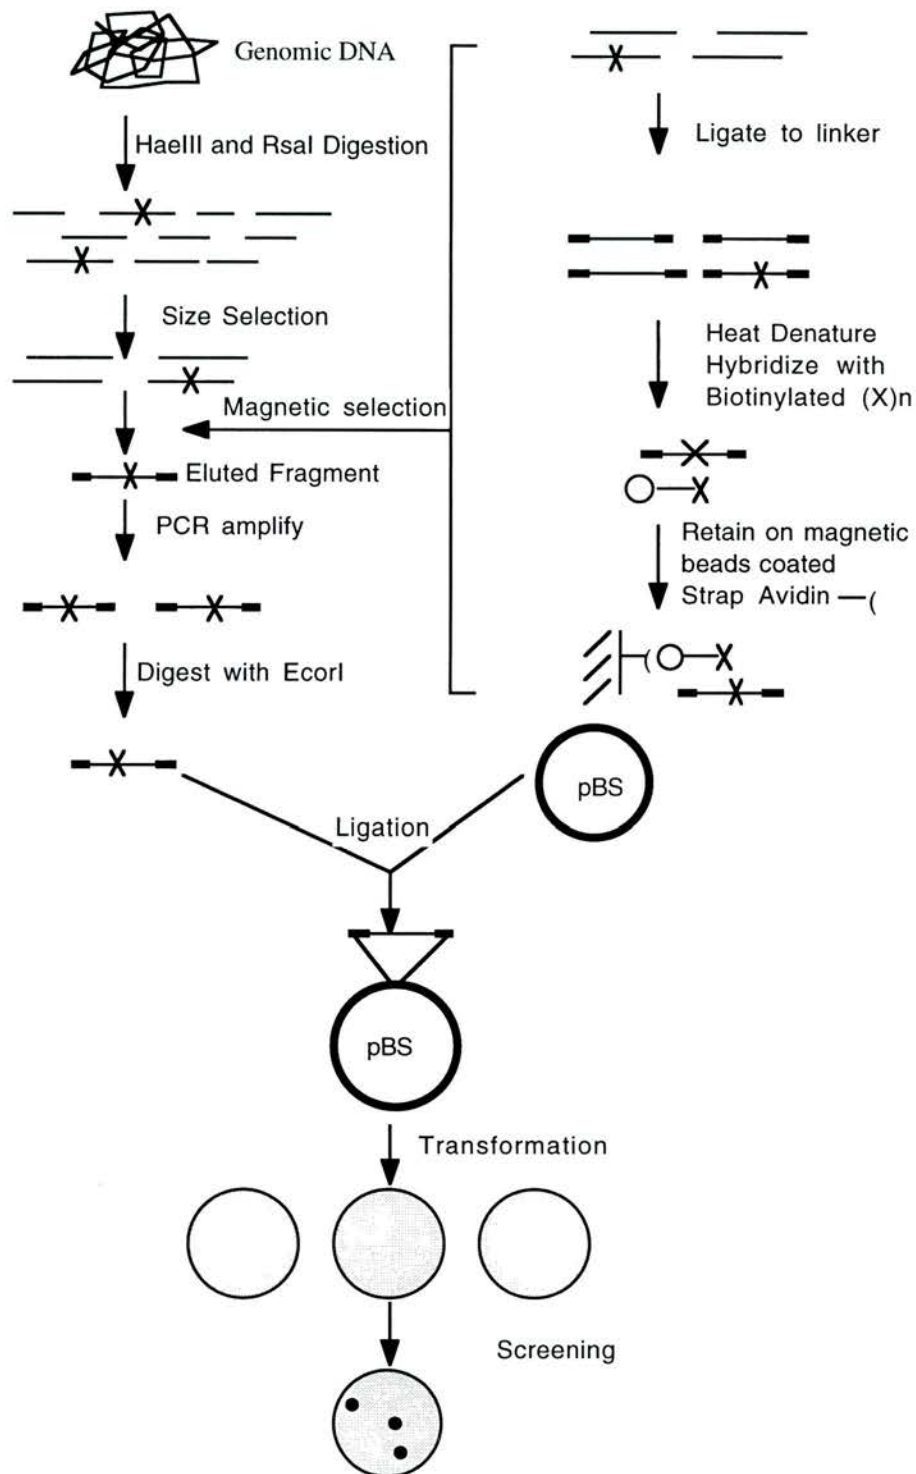 Genomic DNA
HaeIII and RsaI Digestion
Size Selection
Magnetic selection
Eluted Fragment
PCR amplify
Digest with EcorI
Ligate to linker
Heat Denature
Hybridize with
Biotinylated (X)n
Retain on magnetic
beads coated
Strap Avidin —(
pBS
Ligation
pBS
Transformation
Screening